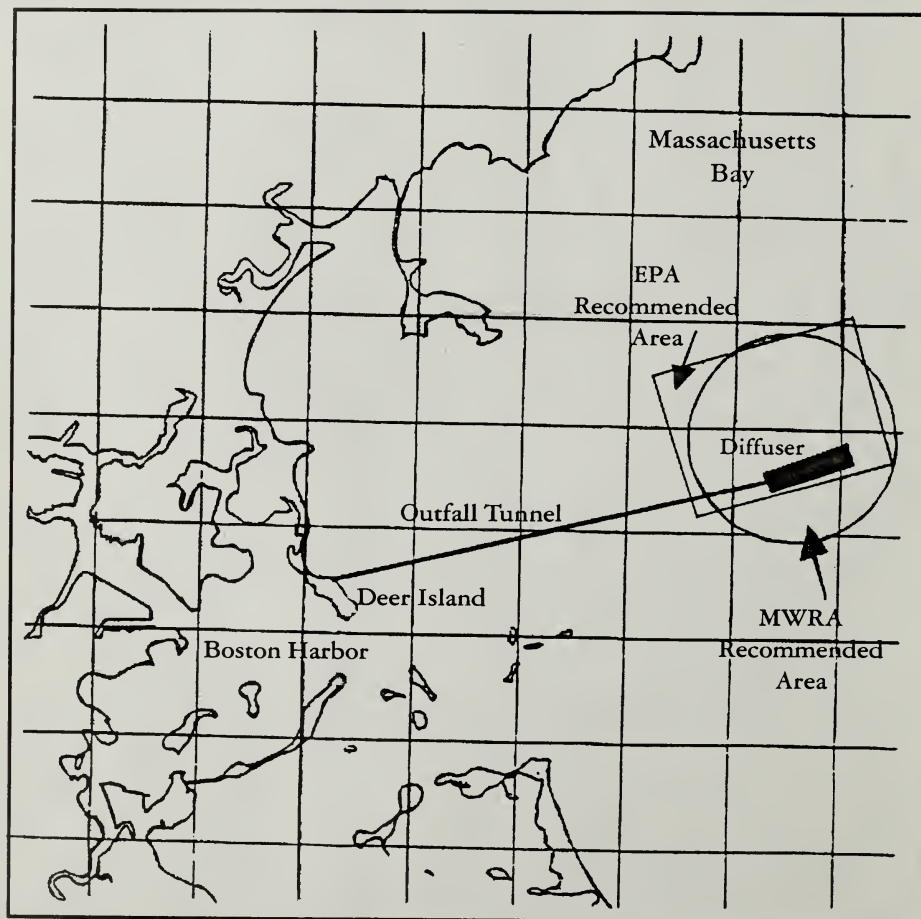 Massachusetts
Bay
EPA
Recommended
Area
Diffuser
Outfall Tunnel
Deer Island
MWRA
Boston Harbor
Recommended
Area